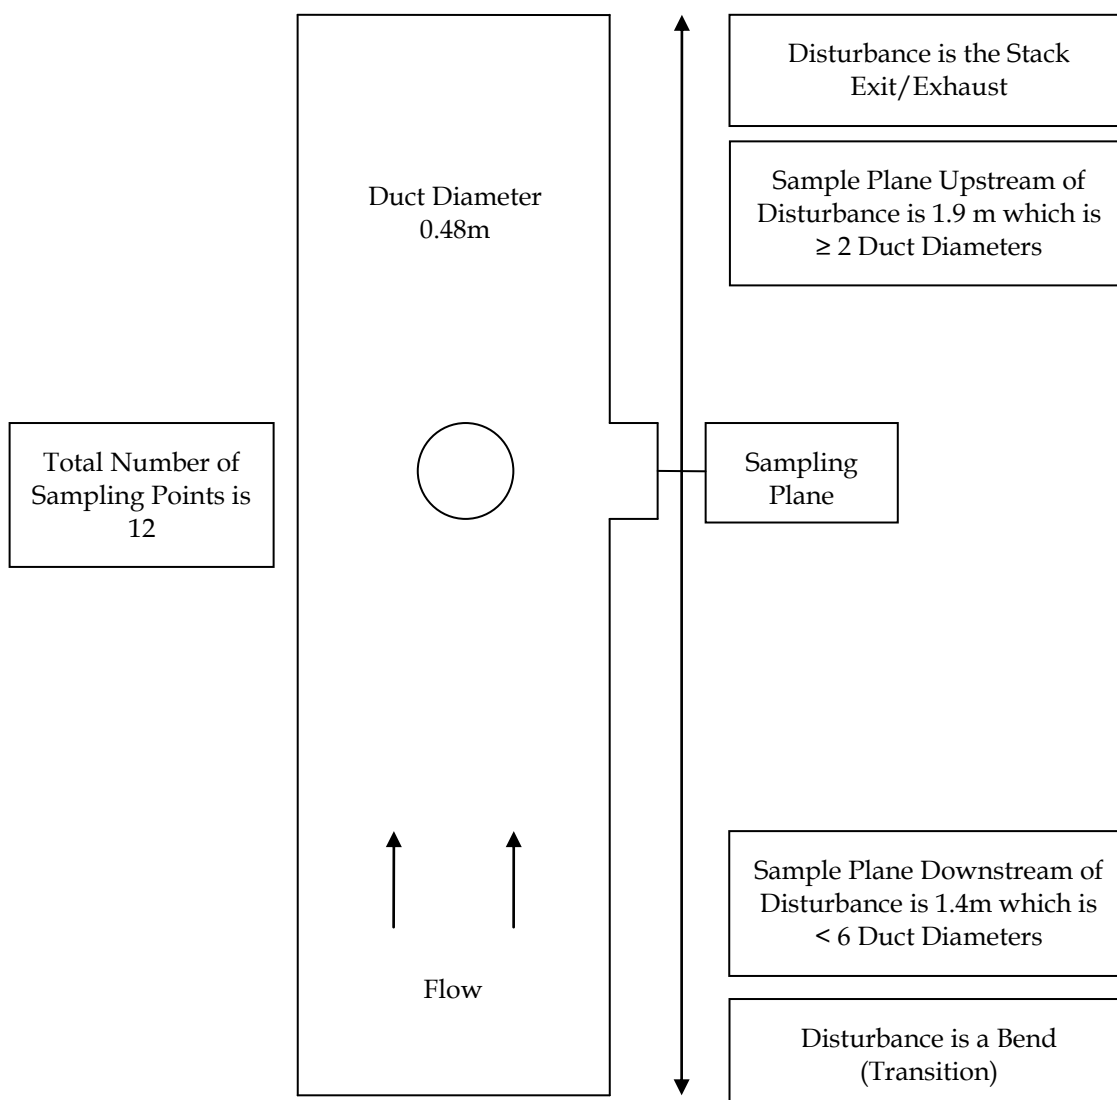 Disturbance is the Stack
Exit/Exhaust
Duct Diameter
0.48m
Sample Plane Upstream of
Disturbance is 1.9 m which is
≥ 2 Duct Diameters
Total Number of
Sampling Points is
12
Sampling
Plane
Sample Plane Downstream of
Disturbance is 1.4m which is
< 6 Duct Diameters
Flow
Disturbance is a Bend
(Transition)